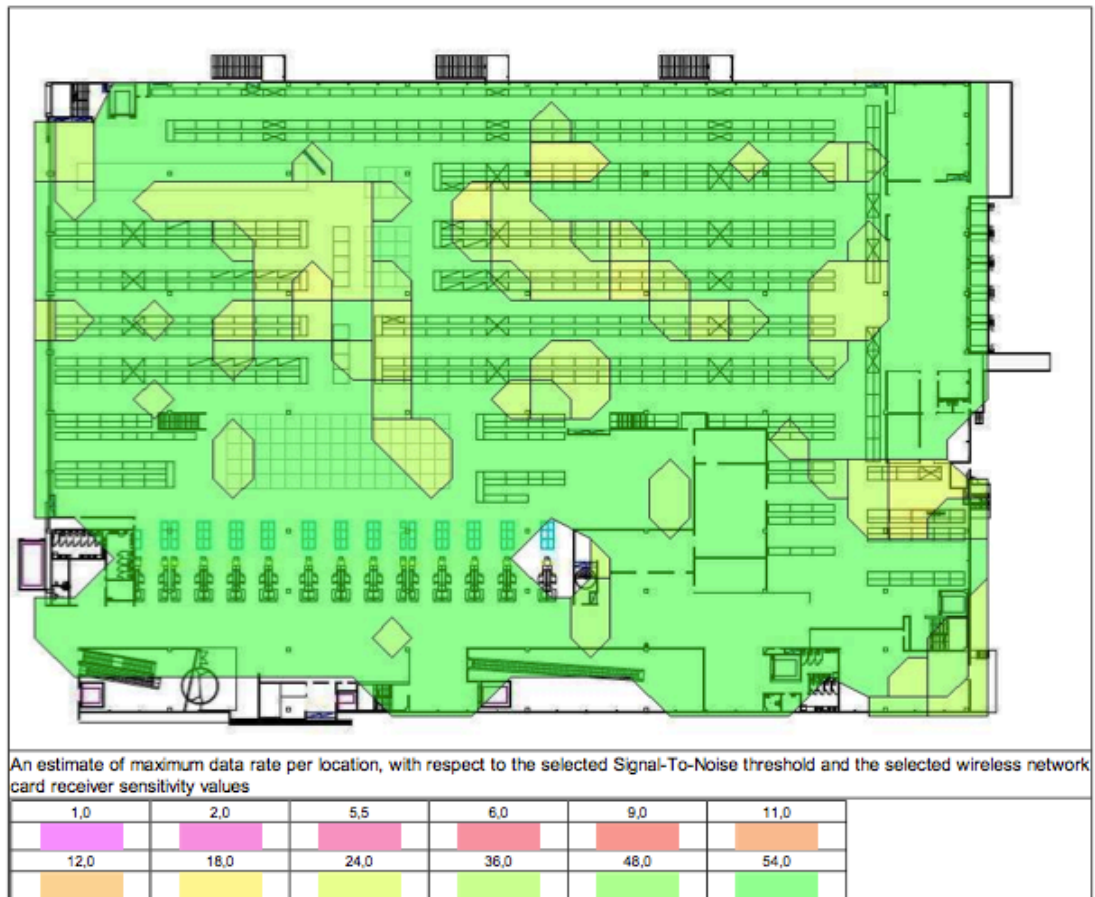 An estimate of maximum data rate per location, with respect to the selected Signal-To-Noise threshold and the selected wireless network
card receiver sensitivity values
1,0 2,0 5,5 6,0 9,0 11,0
12,0 18,0 24,0 36,0 48,0 54,0